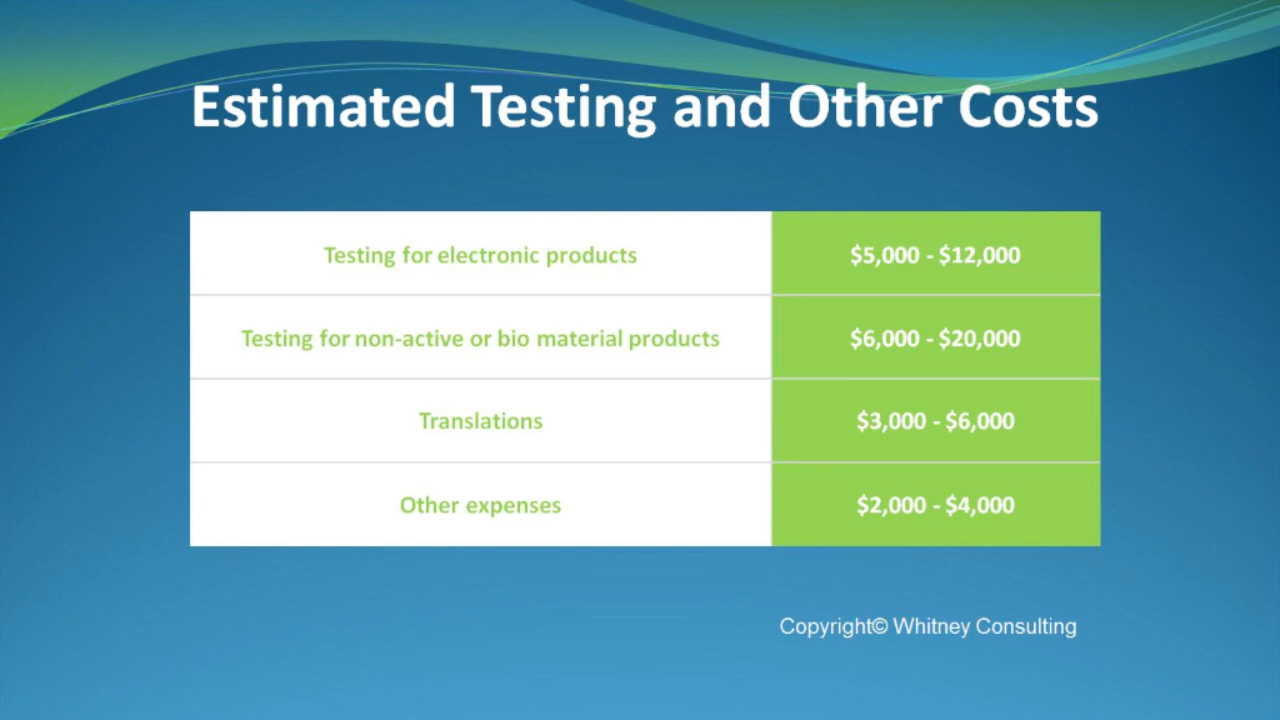 Estimated Testing and Other Costs
Testing for electronic products $5,000 - $12,000
Testing for non-active or bio material products $6,000 - $20,000
Translations $3,000 - $6,000
Other expenses $2,000 - $4,000
Copyright© Whitney Consulting